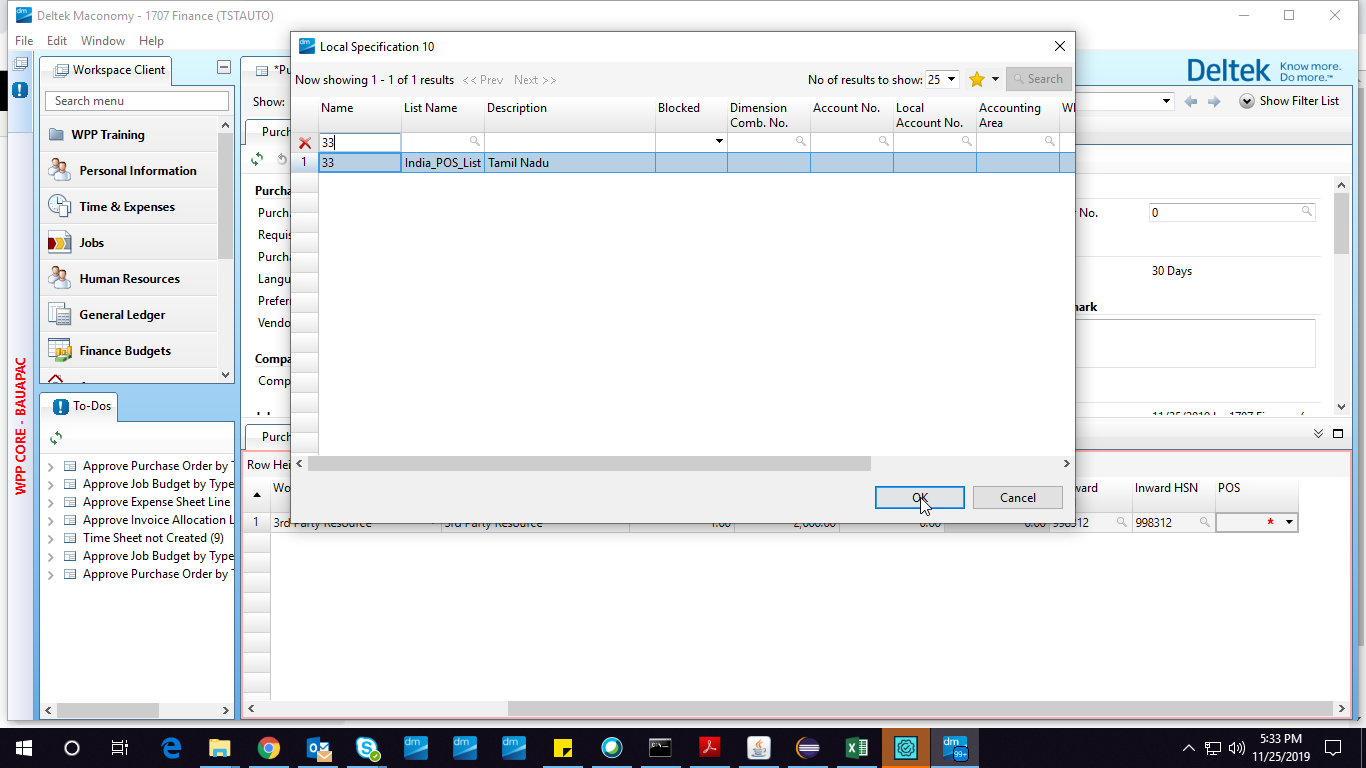 Deltek Maconomy - 1707 Finance (TSTAUTO)
File Edit Window Help
WPP CORE - BAUAPAC
Workspace Client
Search menu
WPP Training
Personal Information
Time & Expenses
Jobs
Human Resources
General Ledger
Finance Budgets
To-Dos
Approve Purchase Order by T
Approve Job Budget by Type
Approve Expense Sheet Line
Approve Invoice Allocation L
Time Sheet not Created (9)
Approve Job Budget by Type
Approve Purchase Order by T
*Pu
Show:
Deltek Know more. Do more.™
Show Filter List
Purch
Purcha
Purch
Requis
Purcha
Langu
Prefer
Vendo
Compa
Comp
Local Specification 10
Now showing 1 - 1 of 1 results << Prev Next >>
No of results to show: 25 Search
Name List Name Description Blocked Dimension Comb. No. Account No. Local Account No. Accounting Area
33
1 33 India_POS_List Tamil Nadu
OK Cancel
r No. 0
30 Days
nark
Purch
Row Hei
Wo ward Inward HSN POS
1 3rd Party Resource 3rd Party Resource 1.00 2,000.00 0.00 0.00 998312 998312 *
99+
5:33 PM
11/25/2019